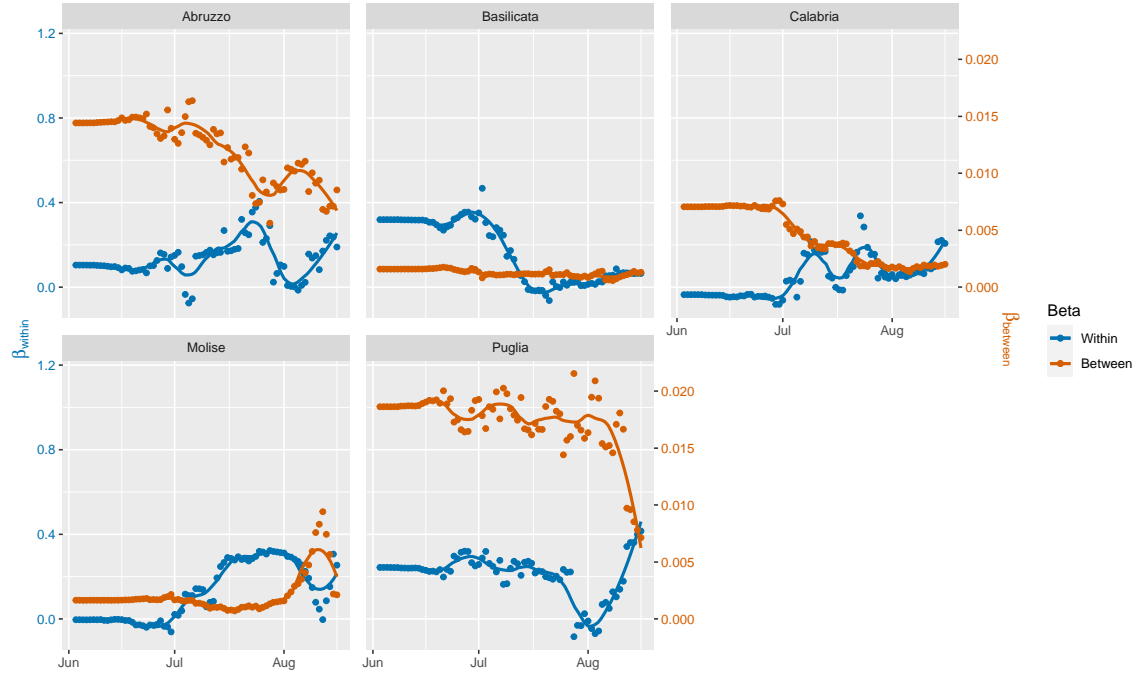 Abruzzo
Basilicata
Calabria
1.2
0.8
0.4
0.0
0.020
0.015
0.010
0.005
0.000
Jun
Jul
Aug
βwithin
βbetween
Beta
Within
Between
Molise
Puglia
1.2
0.8
0.4
0.0
0.020
0.015
0.010
0.005
0.000
Jun
Jul
Aug
Jun
Jul
Aug